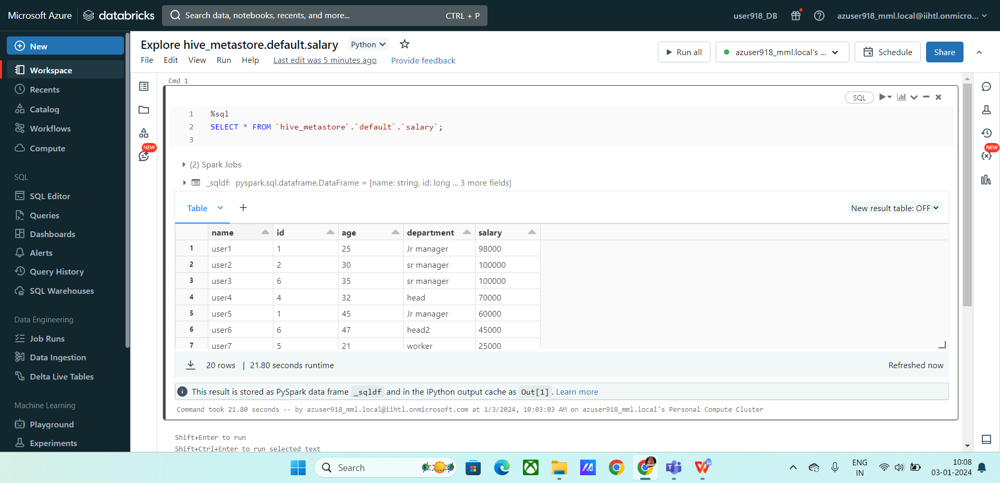 Microsoft Azure databricks Search data, notebooks, recents, and more... CTRL + P user918_DB azuser918_mml.local@iihtl.onmicro...
New
Workspace
Recents
Catalog
Workflows
Compute
SQL
SQL Editor
Queries
Dashboards
Alerts
Query History
SQL Warehouses
Data Engineering
Job Runs
Data Ingestion
Delta Live Tables
Machine Learning
Playground
Experiments
Explore hive_metastore.default.salary Python
File Edit View Run Help Last edit was 5 minutes ago Provide feedback
Run all azuser918_mml.local's ... Schedule Share
NEW
Cmd 1
SQL
1 %sql
2 SELECT * FROM `hive_metastore`.`default`.`salary`;
3
(2) Spark Jobs
_sqldf: pyspark.sql.dataframe.DataFrame = [name: string, id: long ... 3 more fields]
Table + New result table: OFF
name id age department salary
1 user1 1 25 Jr manager 98000
2 user2 2 30 sr manager 100000
3 user3 6 35 sr manager 100000
4 user4 4 32 head 70000
5 user5 1 45 Jr manager 60000
6 user6 6 47 head2 45000
7 user7 5 21 worker 25000
20 rows | 21.80 seconds runtime Refreshed now
This result is stored as PySpark data frame _sqldf and in the IPython output cache as Out[1]. Learn more
Command took 21.80 seconds -- by azuser918_mml.local@iihtl.onmicrosoft.com at 1/3/2024, 10:03:03 AM on azuser918_mml.local's Personal Compute Cluster
Shift+Enter to run
Shift+Ctrl+Enter to run selected text
NEW
Search
ENG
IN
10:08
03-01-2024